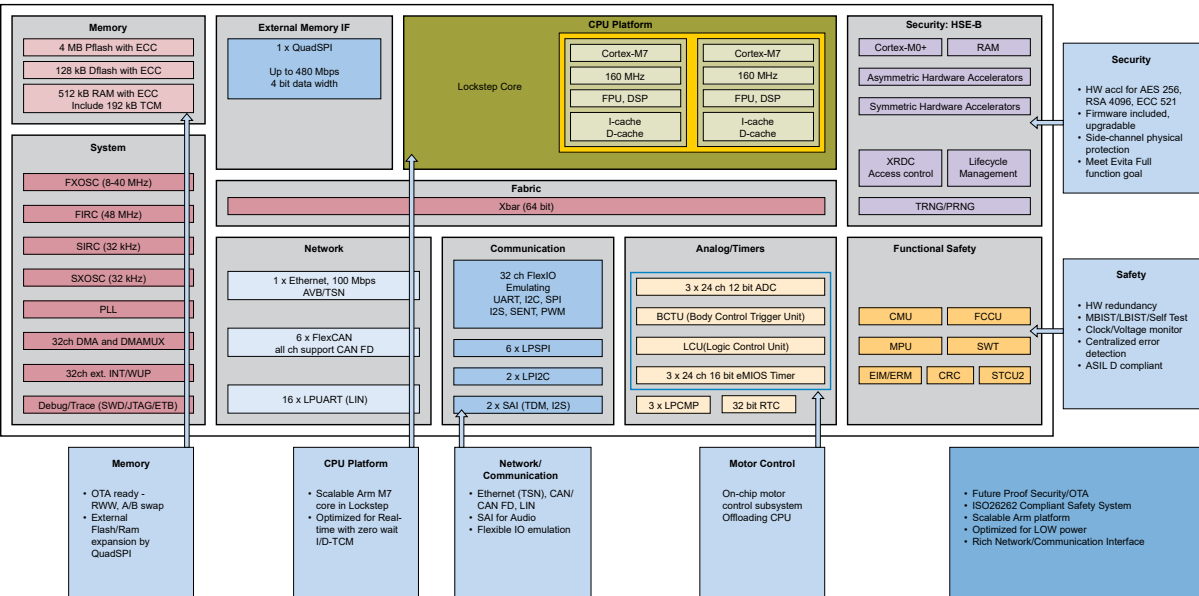 Memory
4 MB Pflash with ECC
128 kB Dflash with ECC
512 kB RAM with ECC
Include 192 kB TCM
System
FXOSC (8-40 MHz)
FIRC (48 MHz)
SIRC (32 kHz)
SXOSC (32 kHz)
PLL
32ch DMA and DMAMUX
32ch ext. INT/WUP
Debug/Trace (SWD/JTAG/ETB)
External Memory IF
1 x QuadSPI
Up to 480 Mbps
4 bit data width
CPU Platform
Lockstep Core
Cortex-M7
160 MHz
FPU, DSP
I-cache
D-cache
Cortex-M7
160 MHz
FPU, DSP
I-cache
D-cache
Fabric
Xbar (64 bit)
Network
1 x Ethernet, 100 Mbps
AVB/TSN
6 x FlexCAN
all ch support CAN FD
16 x LPUART (LIN)
Communication
32 ch FlexIO
Emulating
UART, I2C, SPI
I2S, SENT, PWM
6 x LPSPI
2 x LPI2C
2 x SAI (TDM, I2S)
Analog/Timers
3 x 24 ch 12 bit ADC
BCTU (Body Control Trigger Unit)
LCU(Logic Control Unit)
3 x 24 ch 16 bit eMIOS Timer
3 x LPCMP
32 bit RTC
Security: HSE-B
Cortex-M0+
RAM
Asymmetric Hardware Accelerators
Symmetric Hardware Accelerators
XRDC
Access control
Lifecycle
Management
TRNG/PRNG
Functional Safety
CMU
FCCU
MPU
SWT
EIM/ERM
CRC
STCU2
Security
• HW accl for AES 256,
RSA 4096, ECC 521
• Firmware included,
upgradable
• Side-channel physical
protection
• Meet Evita Full
function goal
Safety
• HW redundancy
• MBIST/LBIST/Self Test
• Clock/Voltage monitor
• Centralized error
detection
• ASIL D compliant
Memory
• OTA ready -
RWW, A/B swap
• External
Flash/Ram
expansion by
QuadSPI
CPU Platform
• Scalable Arm M7
core in Lockstep
• Optimized for Real-
time with zero wait
I/D-TCM
Network/
Communication
• Ethernet (TSN), CAN/
CAN FD, LIN
• SAI for Audio
• Flexible IO emulation
Motor Control
On-chip motor
control subsystem
Offloading CPU
• Future Proof Security/OTA
• ISO26262 Compliant Safety System
• Scalable Arm platform
• Optimized for LOW power
• Rich Network/Communication Interface